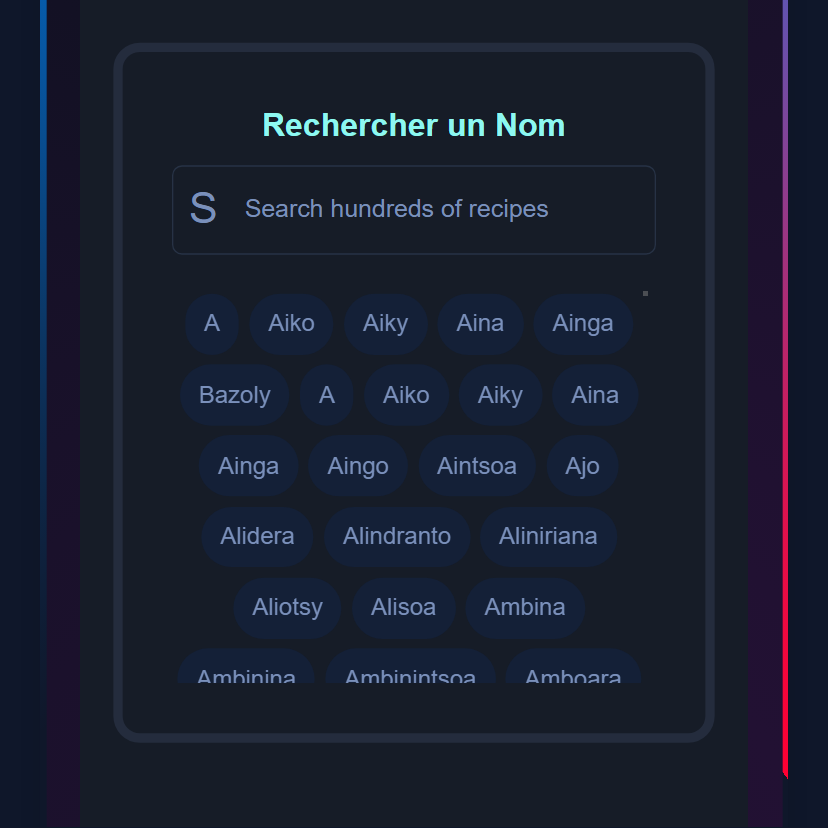 Rechercher un Nom
S Search hundreds of recipes
A Aiko Aiky Aina Ainga
Bazoly A Aiko Aiky Aina
Ainga Aingo Aintsoa Ajo
Alidera Alindranto Aliniriana
Aliotsy Alisoa Ambina
Ambinina Ambinintsoa Amboara